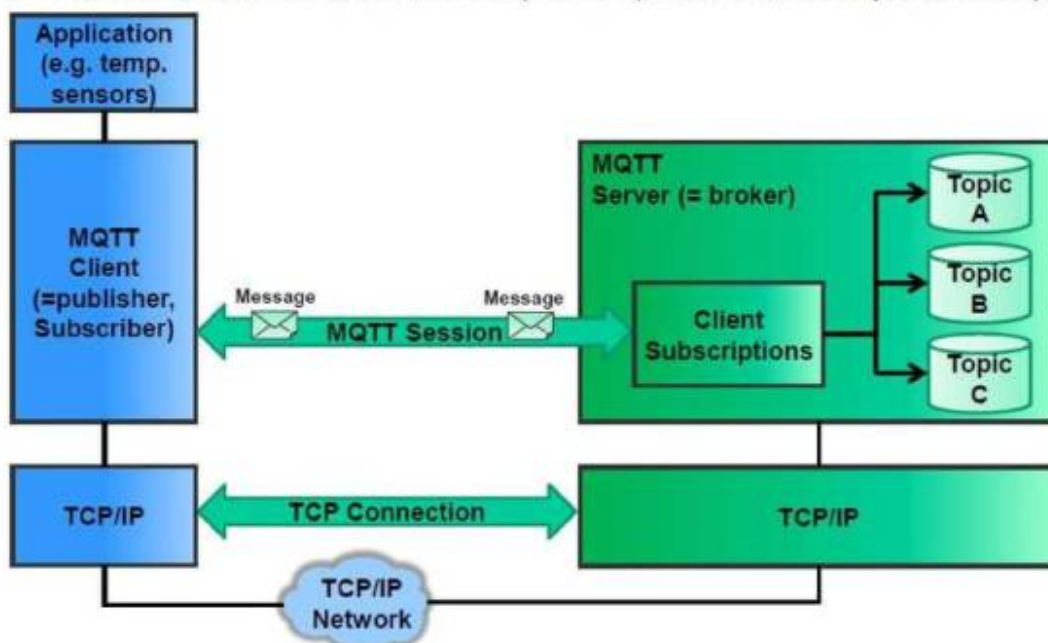 Application
(e.g. temp.
sensors)
MQTT
Client
(=publisher,
Subscriber)
Message
Message
MQTT Session
MQTT
Server (= broker)
Client
Subscriptions
Topic
A
Topic
B
Topic
C
TCP/IP
TCP Connection
TCP/IP
TCP/IP
Network